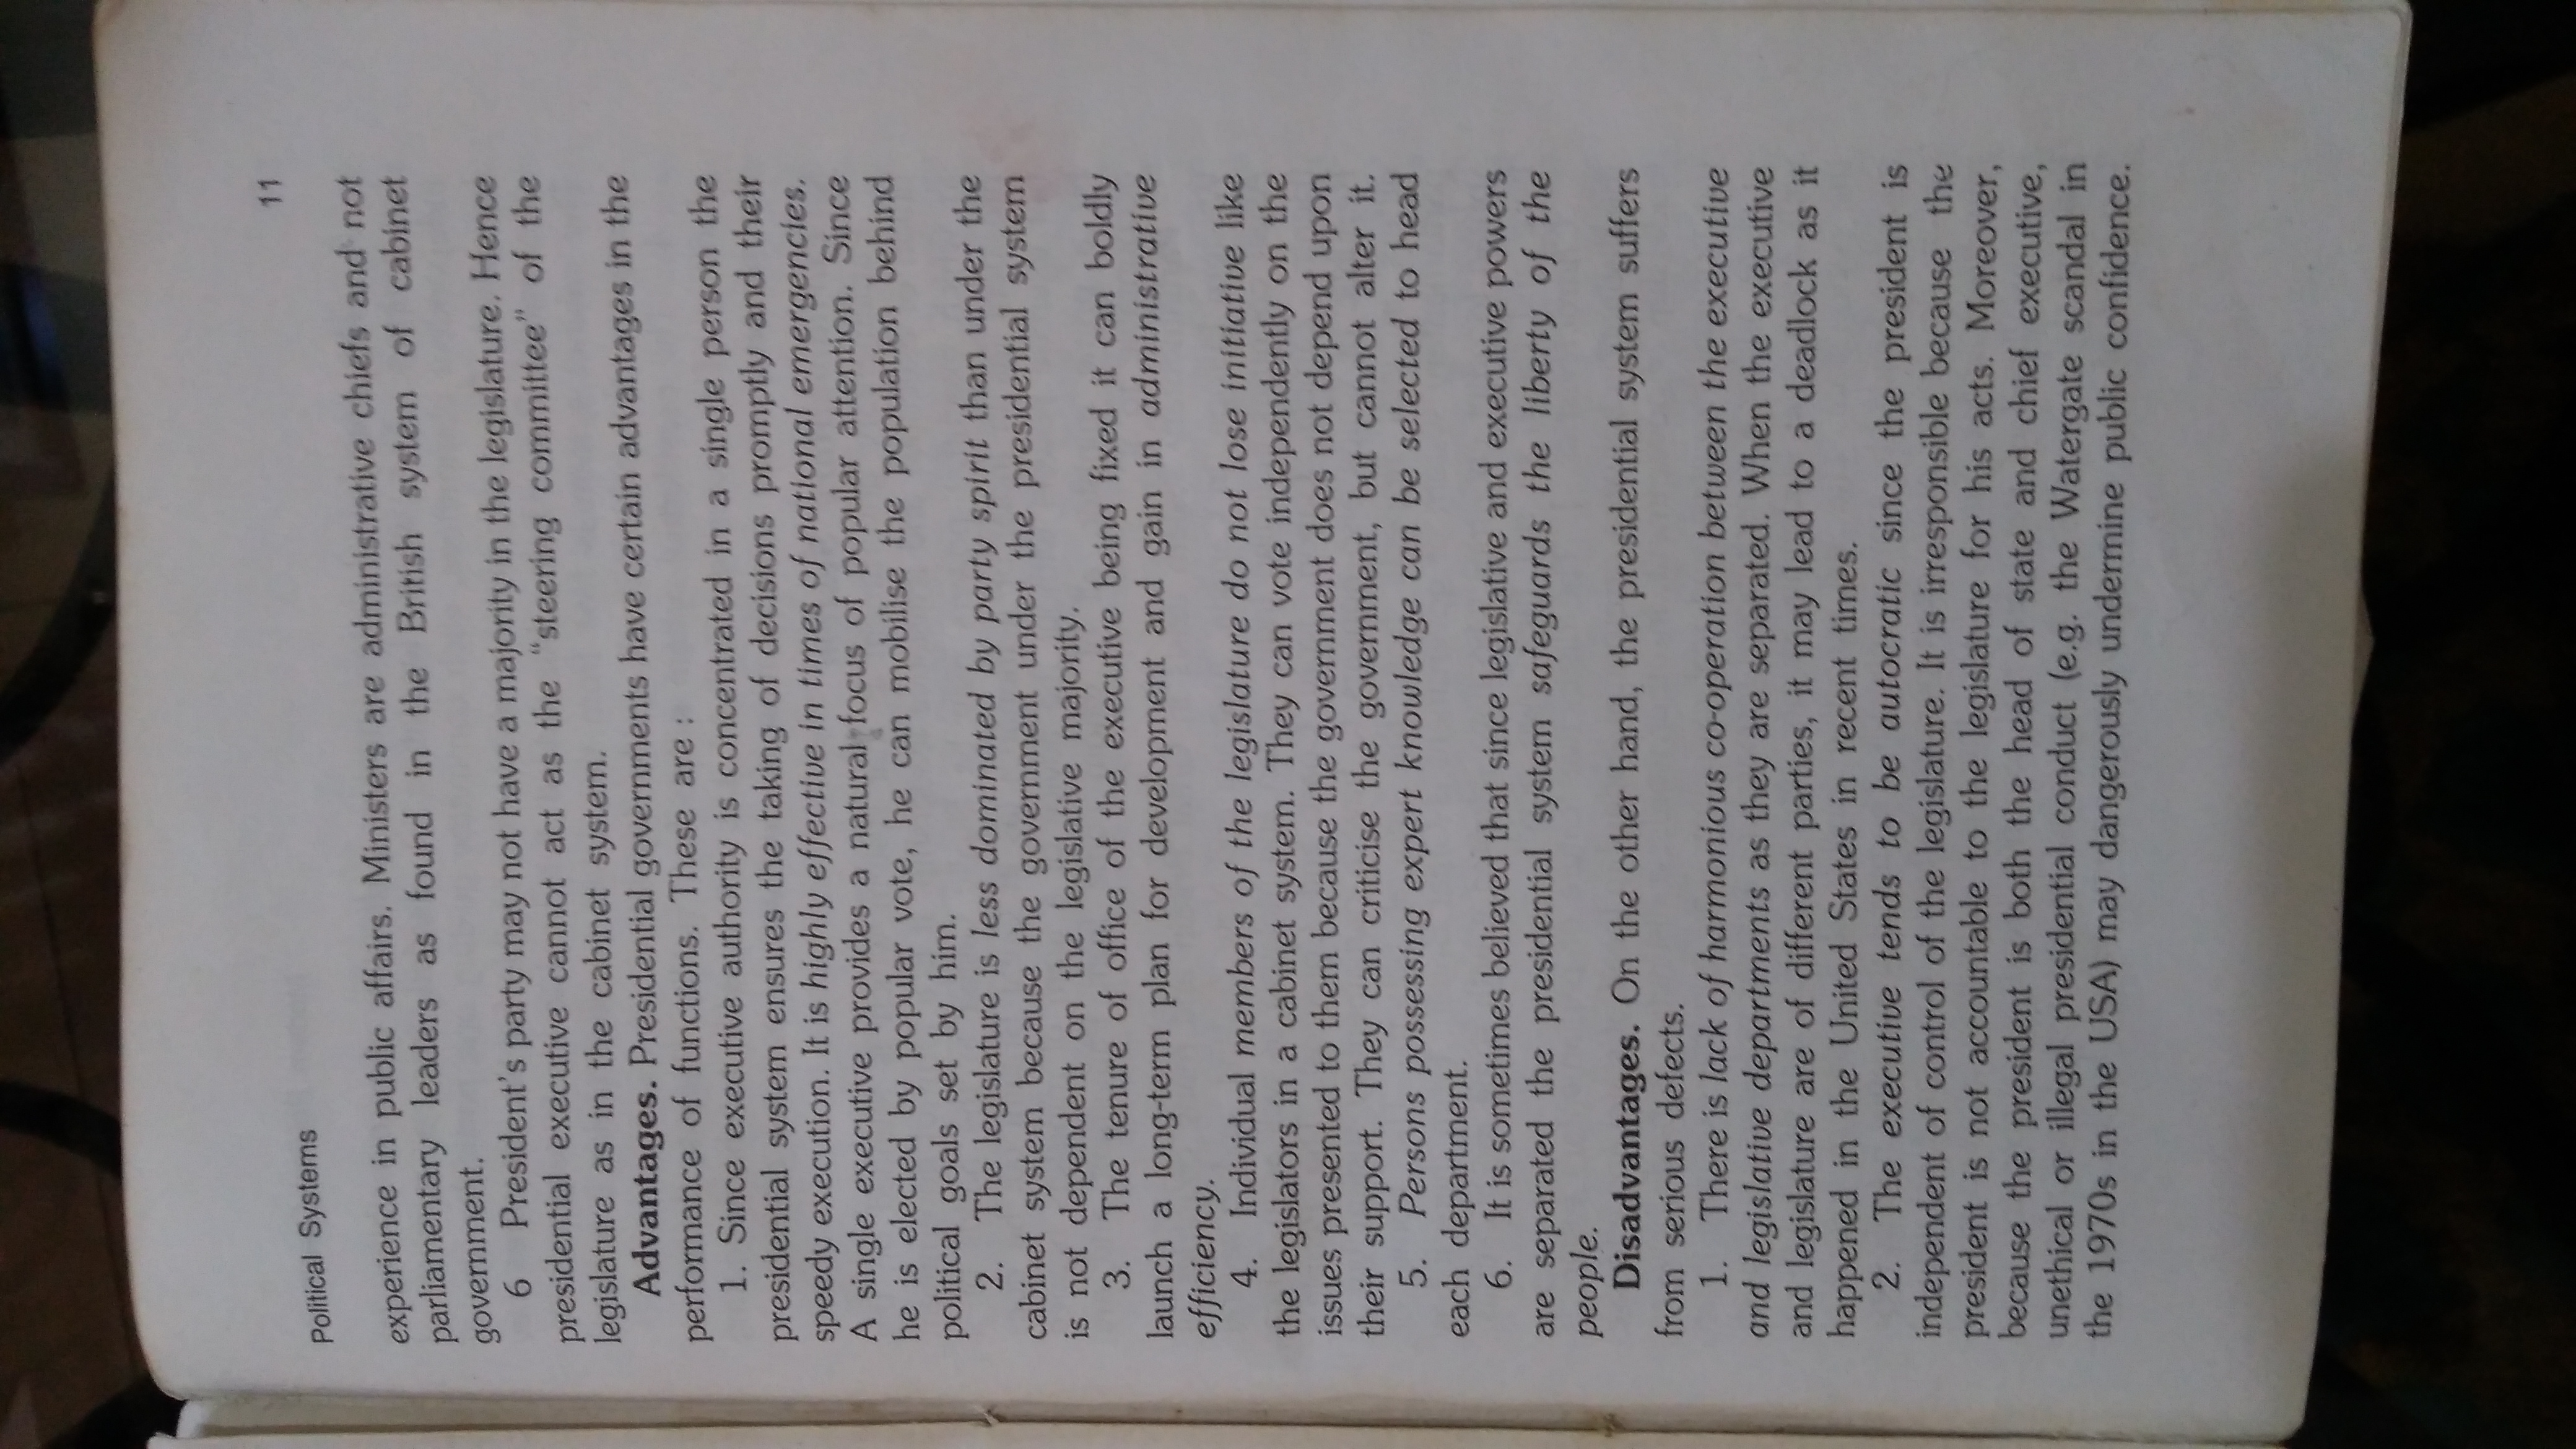 Political Systems 11
experience in public affairs. Ministers are administrative chiefs and not
parliamentary leaders as found in the British system of cabinet
government.
6 President's party may not have a majority in the legislature. Hence
presidential executive cannot act as the “steering committee” of the
legislature as in the cabinet system.
Advantages. Presidential governments have certain advantages in the
performance of functions. These are :
1. Since executive authority is concentrated in a single person the
presidential system ensures the taking of decisions promptly and their
speedy execution. It is highly effective in times of national emergencies.
A single executive provides a natural focus of popular attention. Since
he is elected by popular vote, he can mobilise the population behind
political goals set by him.
2. The legislature is less dominated by party spirit than under the
cabinet system because the government under the presidential system
is not dependent on the legislative majority.
3. The tenure of office of the executive being fixed it can boldly
launch a long-term plan for development and gain in administrative
efficiency.
4. Individual members of the legislature do not lose initiative like
the legislators in a cabinet system. They can vote independently on the
issues presented to them because the government does not depend upon
their support. They can criticise the government, but cannot alter it.
5. Persons possessing expert knowledge can be selected to head
each department.
6. It is sometimes believed that since legislative and executive powers
are separated the presidential system safeguards the liberty of the
people.
Disadvantages. On the other hand, the presidential system suffers
from serious defects.
1. There is lack of harmonious co-operation between the executive
and legislative departments as they are separated. When the executive
and legislature are of different parties, it may lead to a deadlock as it
happened in the United States in recent times.
2. The executive tends to be autocratic since the president is
independent of control of the legislature. It is irresponsible because the
president is not accountable to the legislature for his acts. Moreover,
because the president is both the head of state and chief executive,
unethical or illegal presidential conduct (e.g. the Watergate scandal in
the 1970s in the USA) may dangerously undermine public confidence.